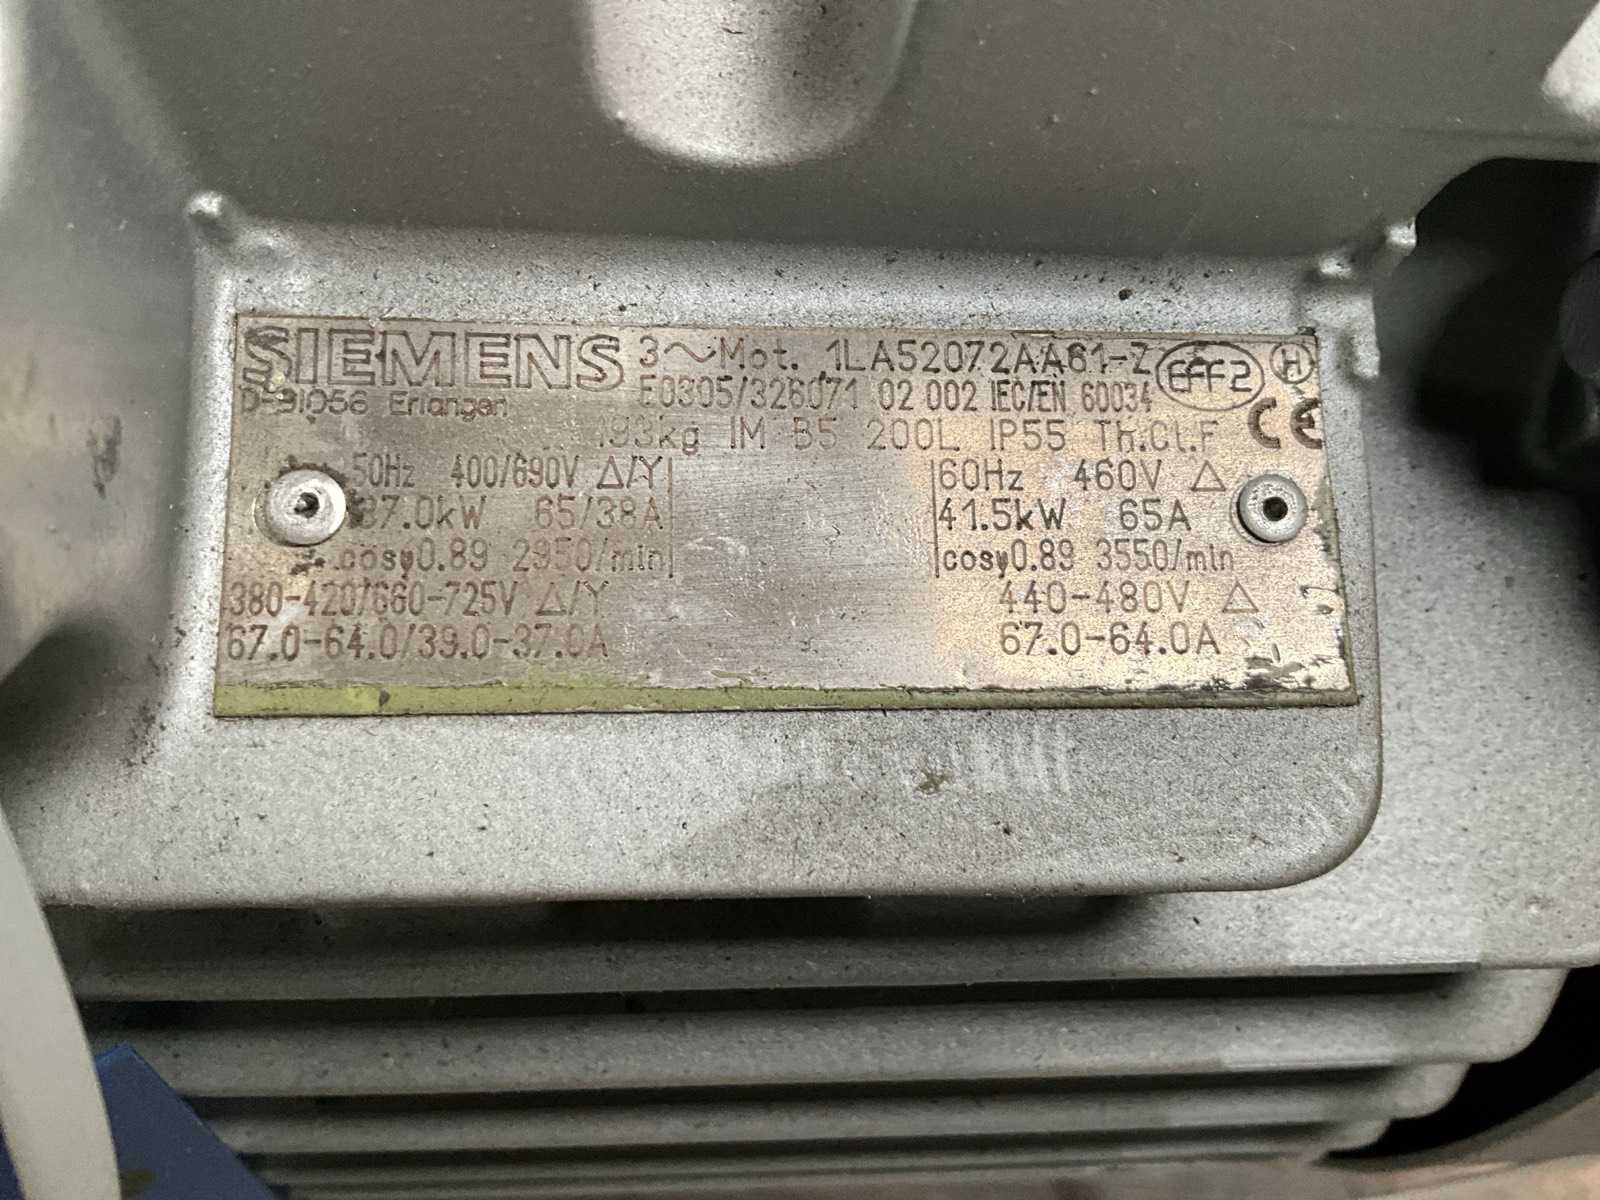 SIEMENS 3~Mot. 1LA52072AA61-Z EFF2 H
D-91056 Erlangen E0305/326071 02 002 IEC/EN 60034
193kg IM B5 200L IP55 Th.Cl.F CE
50Hz 400/690V Δ/Y 60Hz 460V Δ
37.0kW 65/38A 41.5kW 65A
cosφ0.89 2950/min cosφ0.89 3550/min
380-420/660-725V Δ/Y 440-480V Δ
67.0-64.0/39.0-37.0A 67.0-64.0A